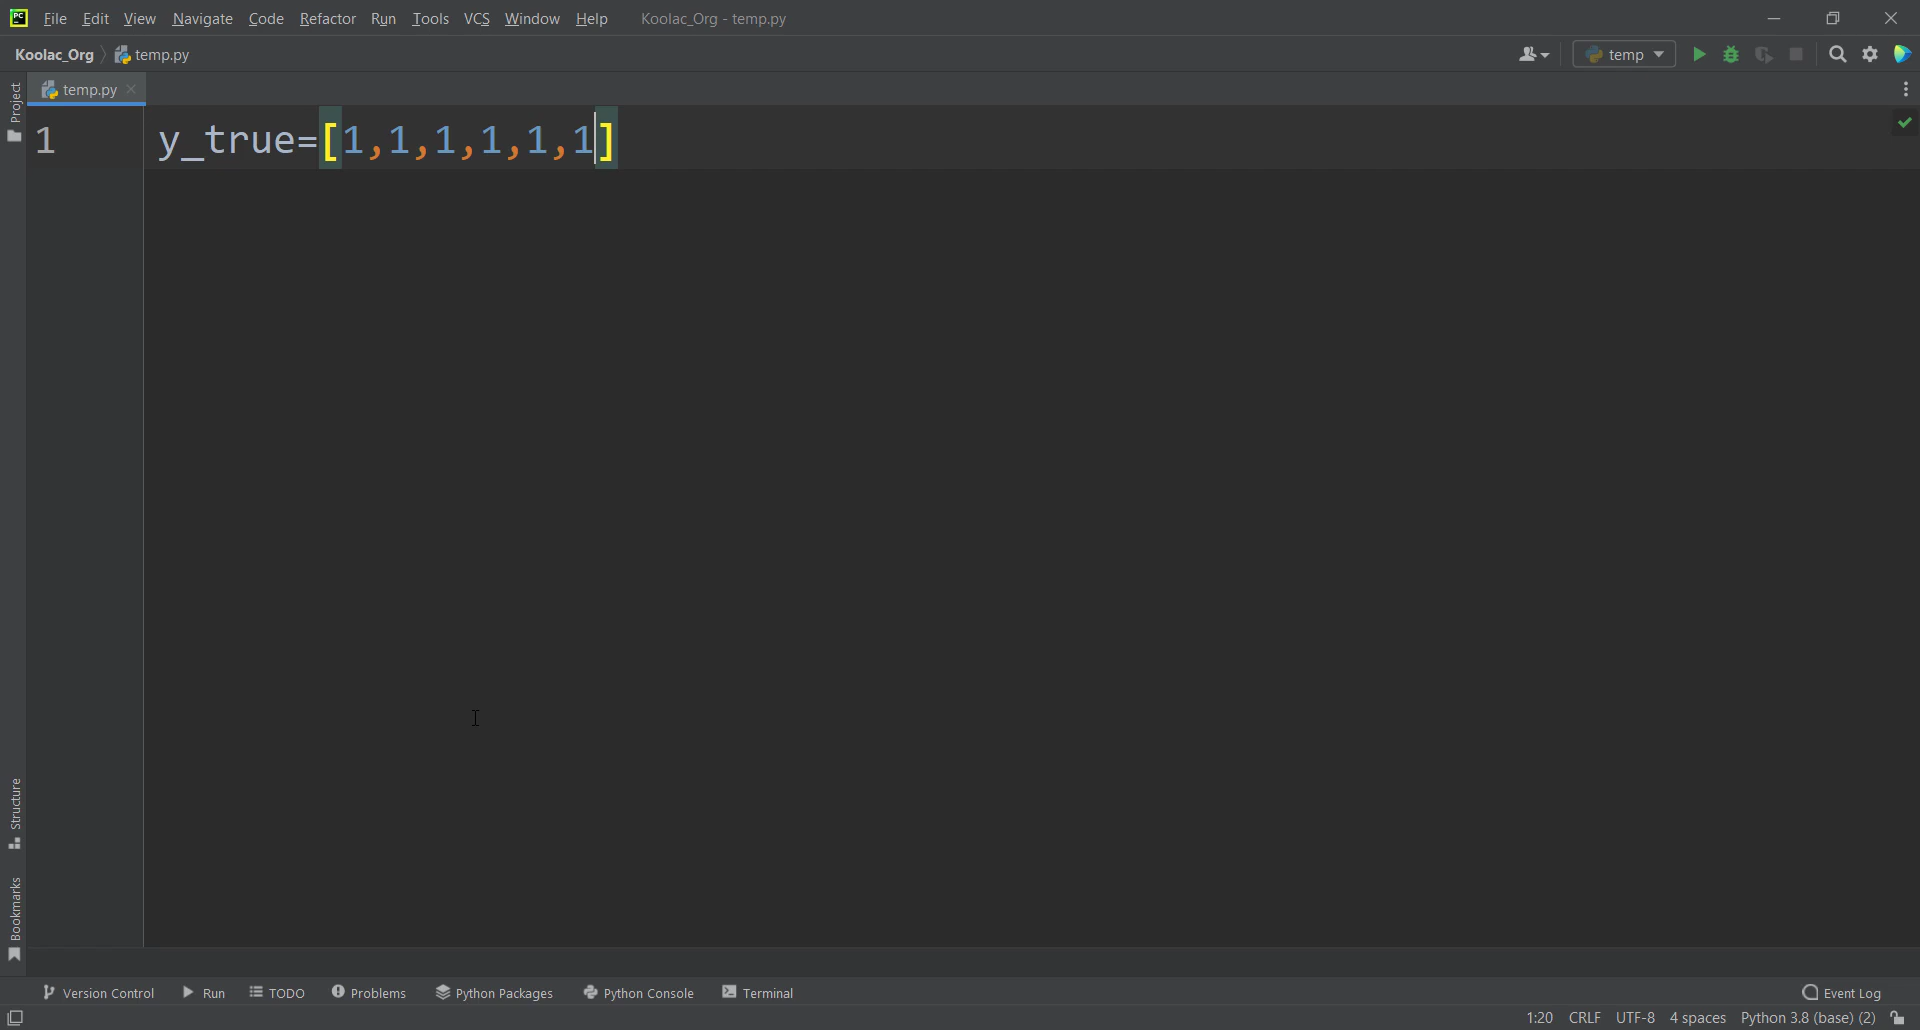 PC File Edit View Navigate Code Refactor Run Tools VCS Window Help Koolac_Org - temp.py
Koolac_Org temp.py temp
Project
temp.py
1 y_true=[1,1,1,1,1,1]
Structure
Bookmarks
Version Control Run TODO Problems Python Packages Python Console Terminal Event Log
1:20 CRLF UTF-8 4 spaces Python 3.8 (base) (2)